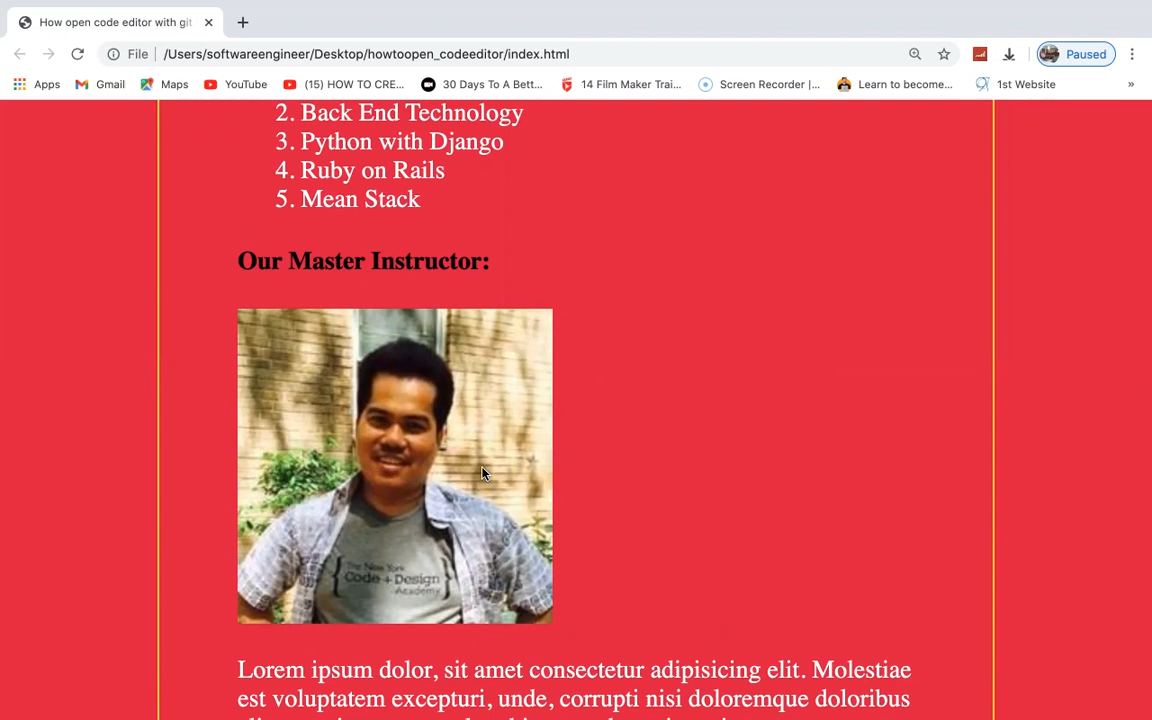 How open code editor with git
File
/Users/softwareengineer/Desktop/howtoopen_codeeditor/index.html
Paused
Apps
Gmail
Maps
YouTube
(15) HOW TO CRE...
30 Days To A Bett...
14 Film Maker Trai...
Screen Recorder |...
Learn to become...
1st Website
»
2. Back End Technology
3. Python with Django
4. Ruby on Rails
5. Mean Stack
Our Master Instructor:
The New York
{ Code + Design }
Academy
Lorem ipsum dolor, sit amet consectetur adipisicing elit. Molestiae
est voluptatem excepturi, unde, corrupti nisi doloremque doloribus